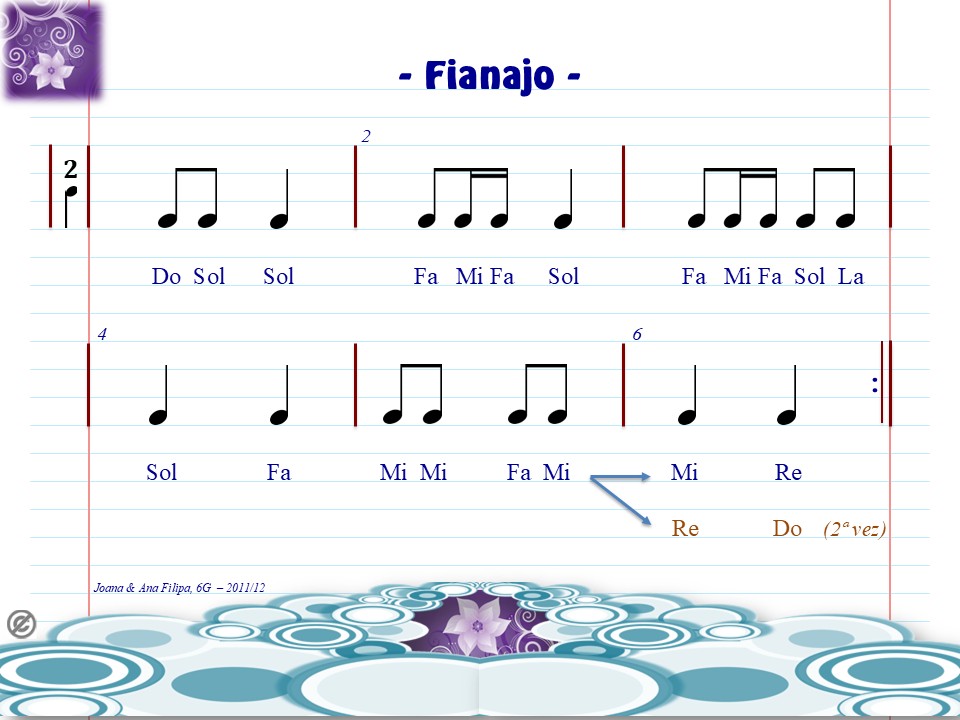 - Fianajo -
2
2
Do Sol Sol Fa Mi Fa Sol Fa Mi Fa Sol La
4 6
:
Sol Fa Mi Mi Fa Mi Mi Re
Re Do (2ª vez)
Joana & Ana Filipa, 6G – 2011/12